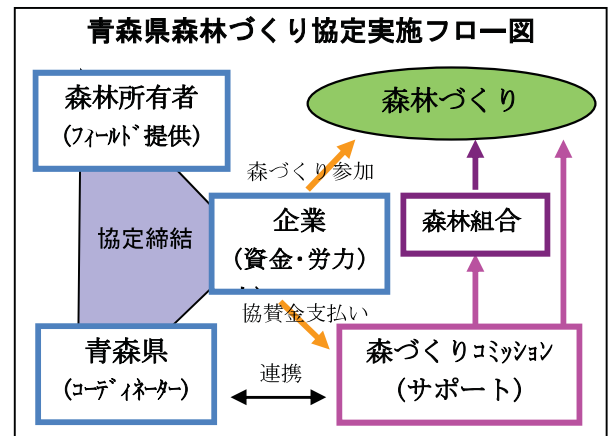 青森県森林づくり協定実施フロー図
森林所有者
(ﾌｨｰﾙﾄﾞ提供)
森林づくり
森づくり参加
企業
(資金・労力)
森林組合
協定締結
協賛金支払い
青森県
(ｺｰﾃﾞｨﾈｰﾀｰ)
連携
森づくりｺﾐｯｼｮﾝ
(サポート)